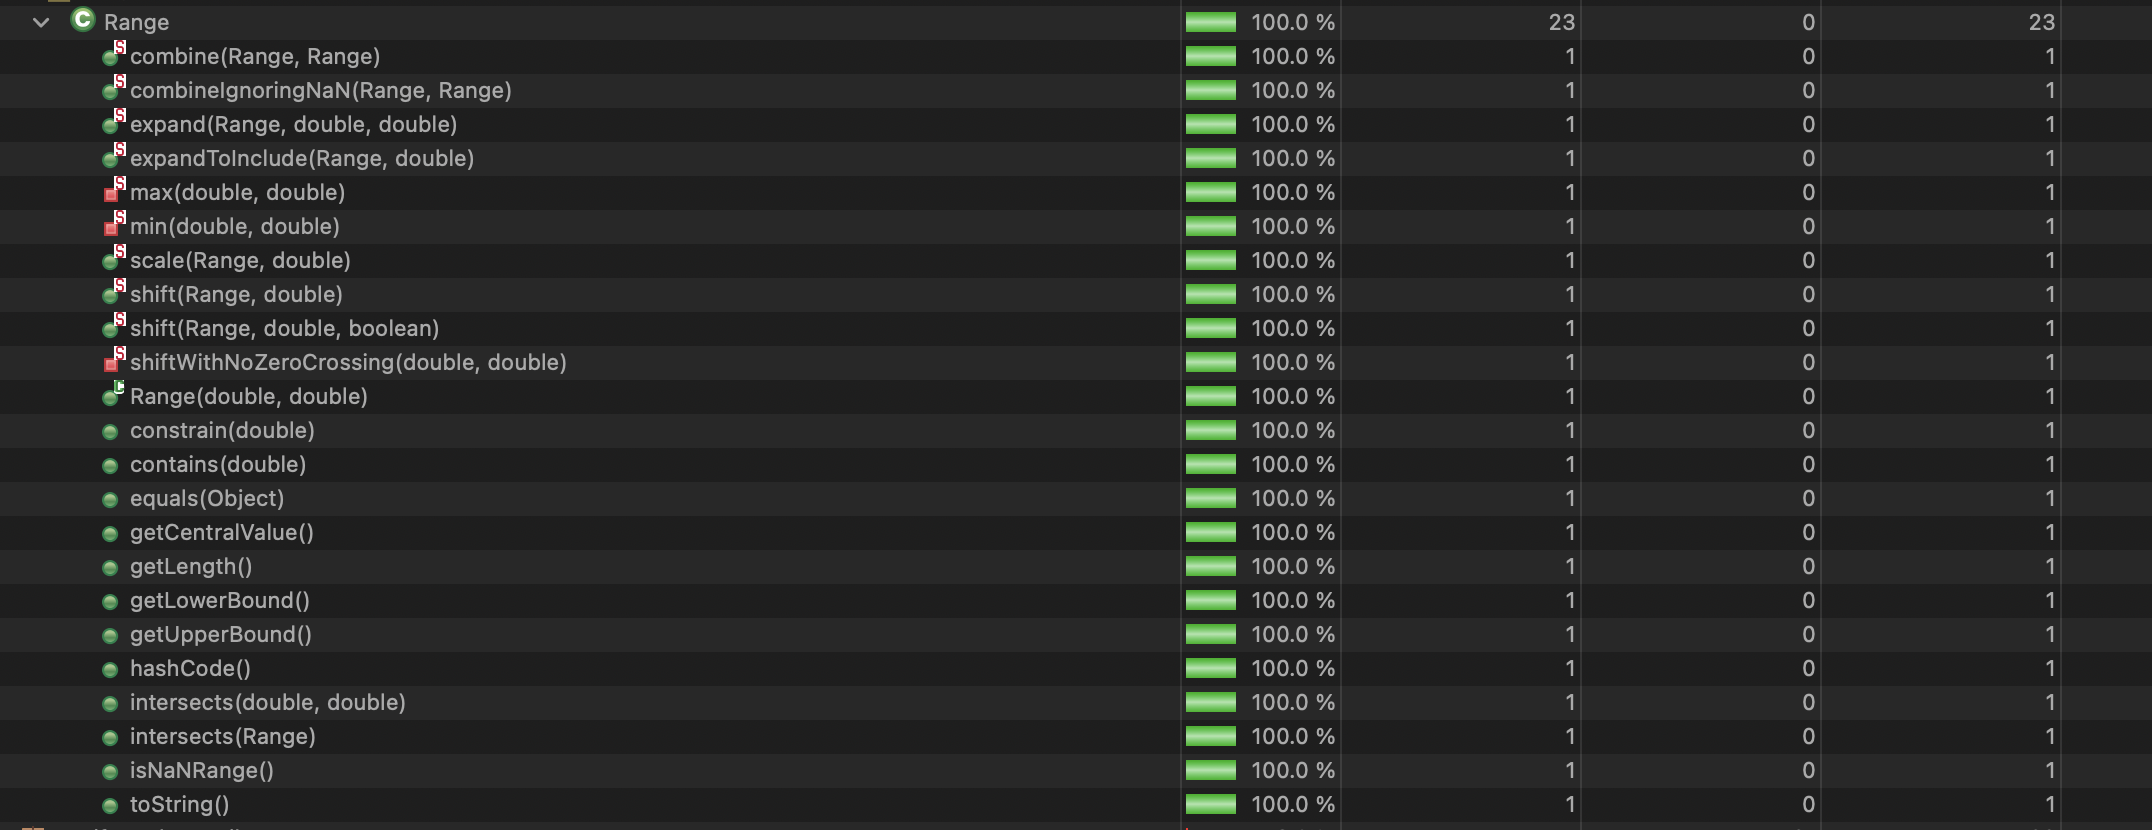 C Range 100.0 % 23 0 23
S combine(Range, Range) 100.0 % 1 0 1
S combineIgnoringNaN(Range, Range) 100.0 % 1 0 1
S expand(Range, double, double) 100.0 % 1 0 1
S expandToInclude(Range, double) 100.0 % 1 0 1
S max(double, double) 100.0 % 1 0 1
S min(double, double) 100.0 % 1 0 1
S scale(Range, double) 100.0 % 1 0 1
S shift(Range, double) 100.0 % 1 0 1
S shift(Range, double, boolean) 100.0 % 1 0 1
S shiftWithNoZeroCrossing(double, double) 100.0 % 1 0 1
C Range(double, double) 100.0 % 1 0 1
constrain(double) 100.0 % 1 0 1
contains(double) 100.0 % 1 0 1
equals(Object) 100.0 % 1 0 1
getCentralValue() 100.0 % 1 0 1
getLength() 100.0 % 1 0 1
getLowerBound() 100.0 % 1 0 1
getUpperBound() 100.0 % 1 0 1
hashCode() 100.0 % 1 0 1
intersects(double, double) 100.0 % 1 0 1
intersects(Range) 100.0 % 1 0 1
isNaNRange() 100.0 % 1 0 1
toString() 100.0 % 1 0 1